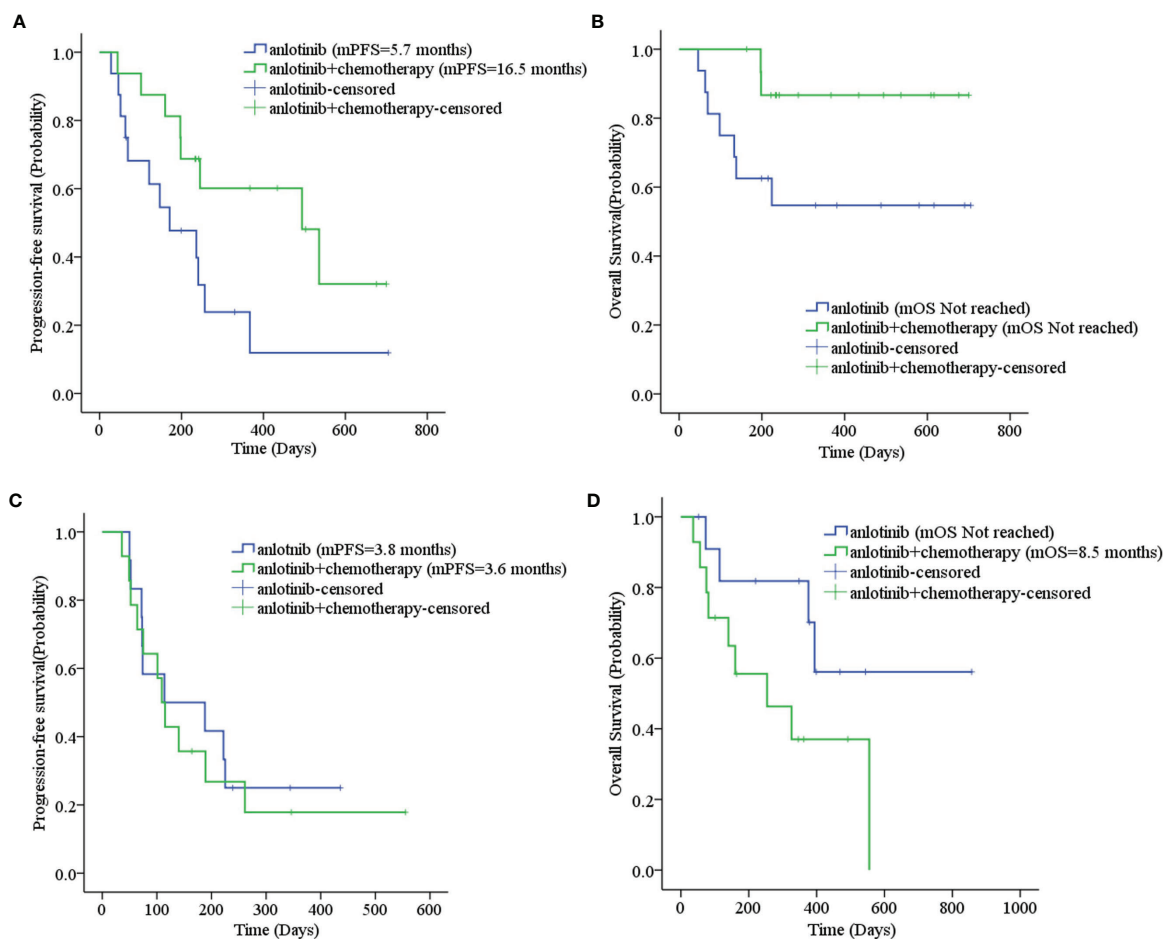 A
anlotinib (mPFS=5.7 months)
anlotinib+chemotherapy (mPFS=16.5 months)
anlotinib-censored
anlotinib+chemotherapy-censored
Progression-free survival (Probability)
1.0
0.8
0.6
0.4
0.2
0.0
0
200
400
600
800
Time (Days)
B
Overall Survival(Probability)
1.0
0.8
0.6
0.4
0.2
0.0
anlotinib (mOS Not reached)
anlotinib+chemotherapy (mOS Not reached)
anlotinib-censored
anlotinib+chemotherapy-censored
0
200
400
600
800
Time (Days)
C
anlotnib (mPFS=3.8 months)
anlotinib+chemotherapy (mPFS=3.6 months)
anlotinib-censored
anlotinib+chemotherapy-censored
Progression-free survival(Probability)
1.0
0.8
0.6
0.4
0.2
0.0
0
100
200
300
400
500
600
Time (Days)
D
anlotinib (mOS Not reached)
anlotinib+chemotherapy (mOS=8.5 months)
anlotinib-censored
anlotinib+chemotherapy-censored
Overall Survival (Probability)
1.0
0.8
0.6
0.4
0.2
0.0
0
200
400
600
800
1000
Time (Days)